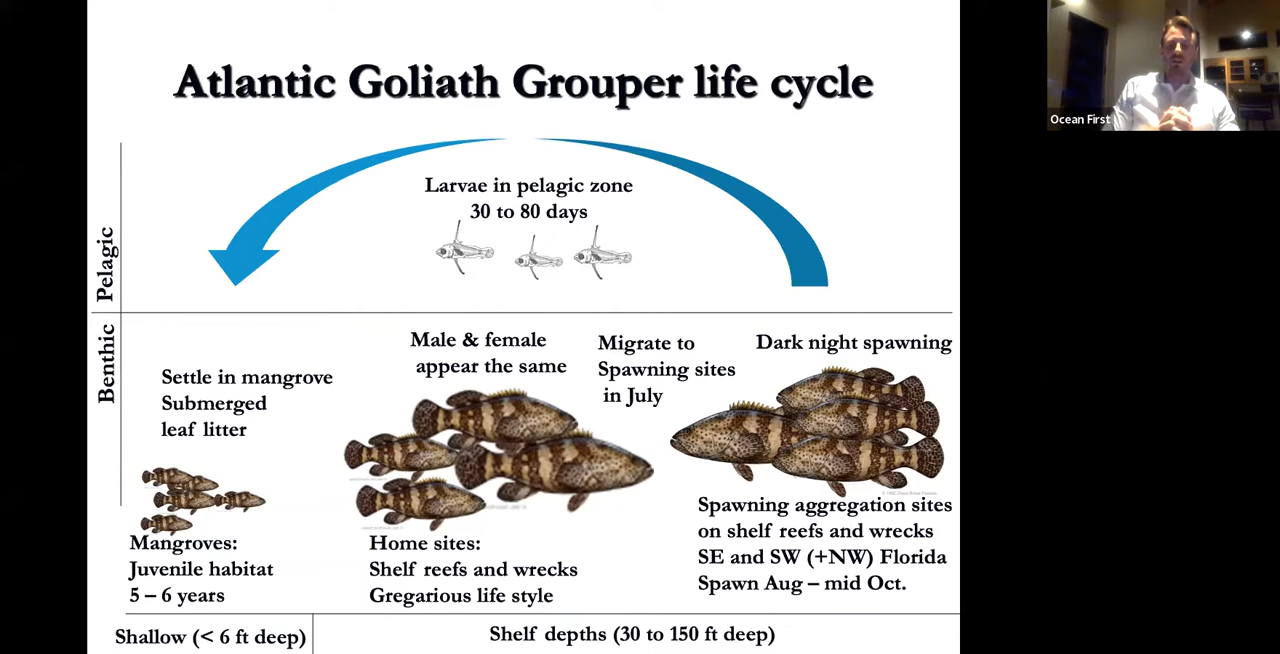 Atlantic Goliath Grouper life cycle
Ocean First
Pelagic
Larvae in pelagic zone
30 to 80 days
Benthic
Settle in mangrove
Submerged
leaf litter
Male & female
appear the same
Migrate to
Spawning sites
in July
Dark night spawning
Mangroves:
Juvenile habitat
5 – 6 years
Home sites:
Shelf reefs and wrecks
Gregarious life style
Spawning aggregation sites
on shelf reefs and wrecks
SE and SW (+NW) Florida
Spawn Aug – mid Oct.
Shallow (< 6 ft deep)
Shelf depths (30 to 150 ft deep)